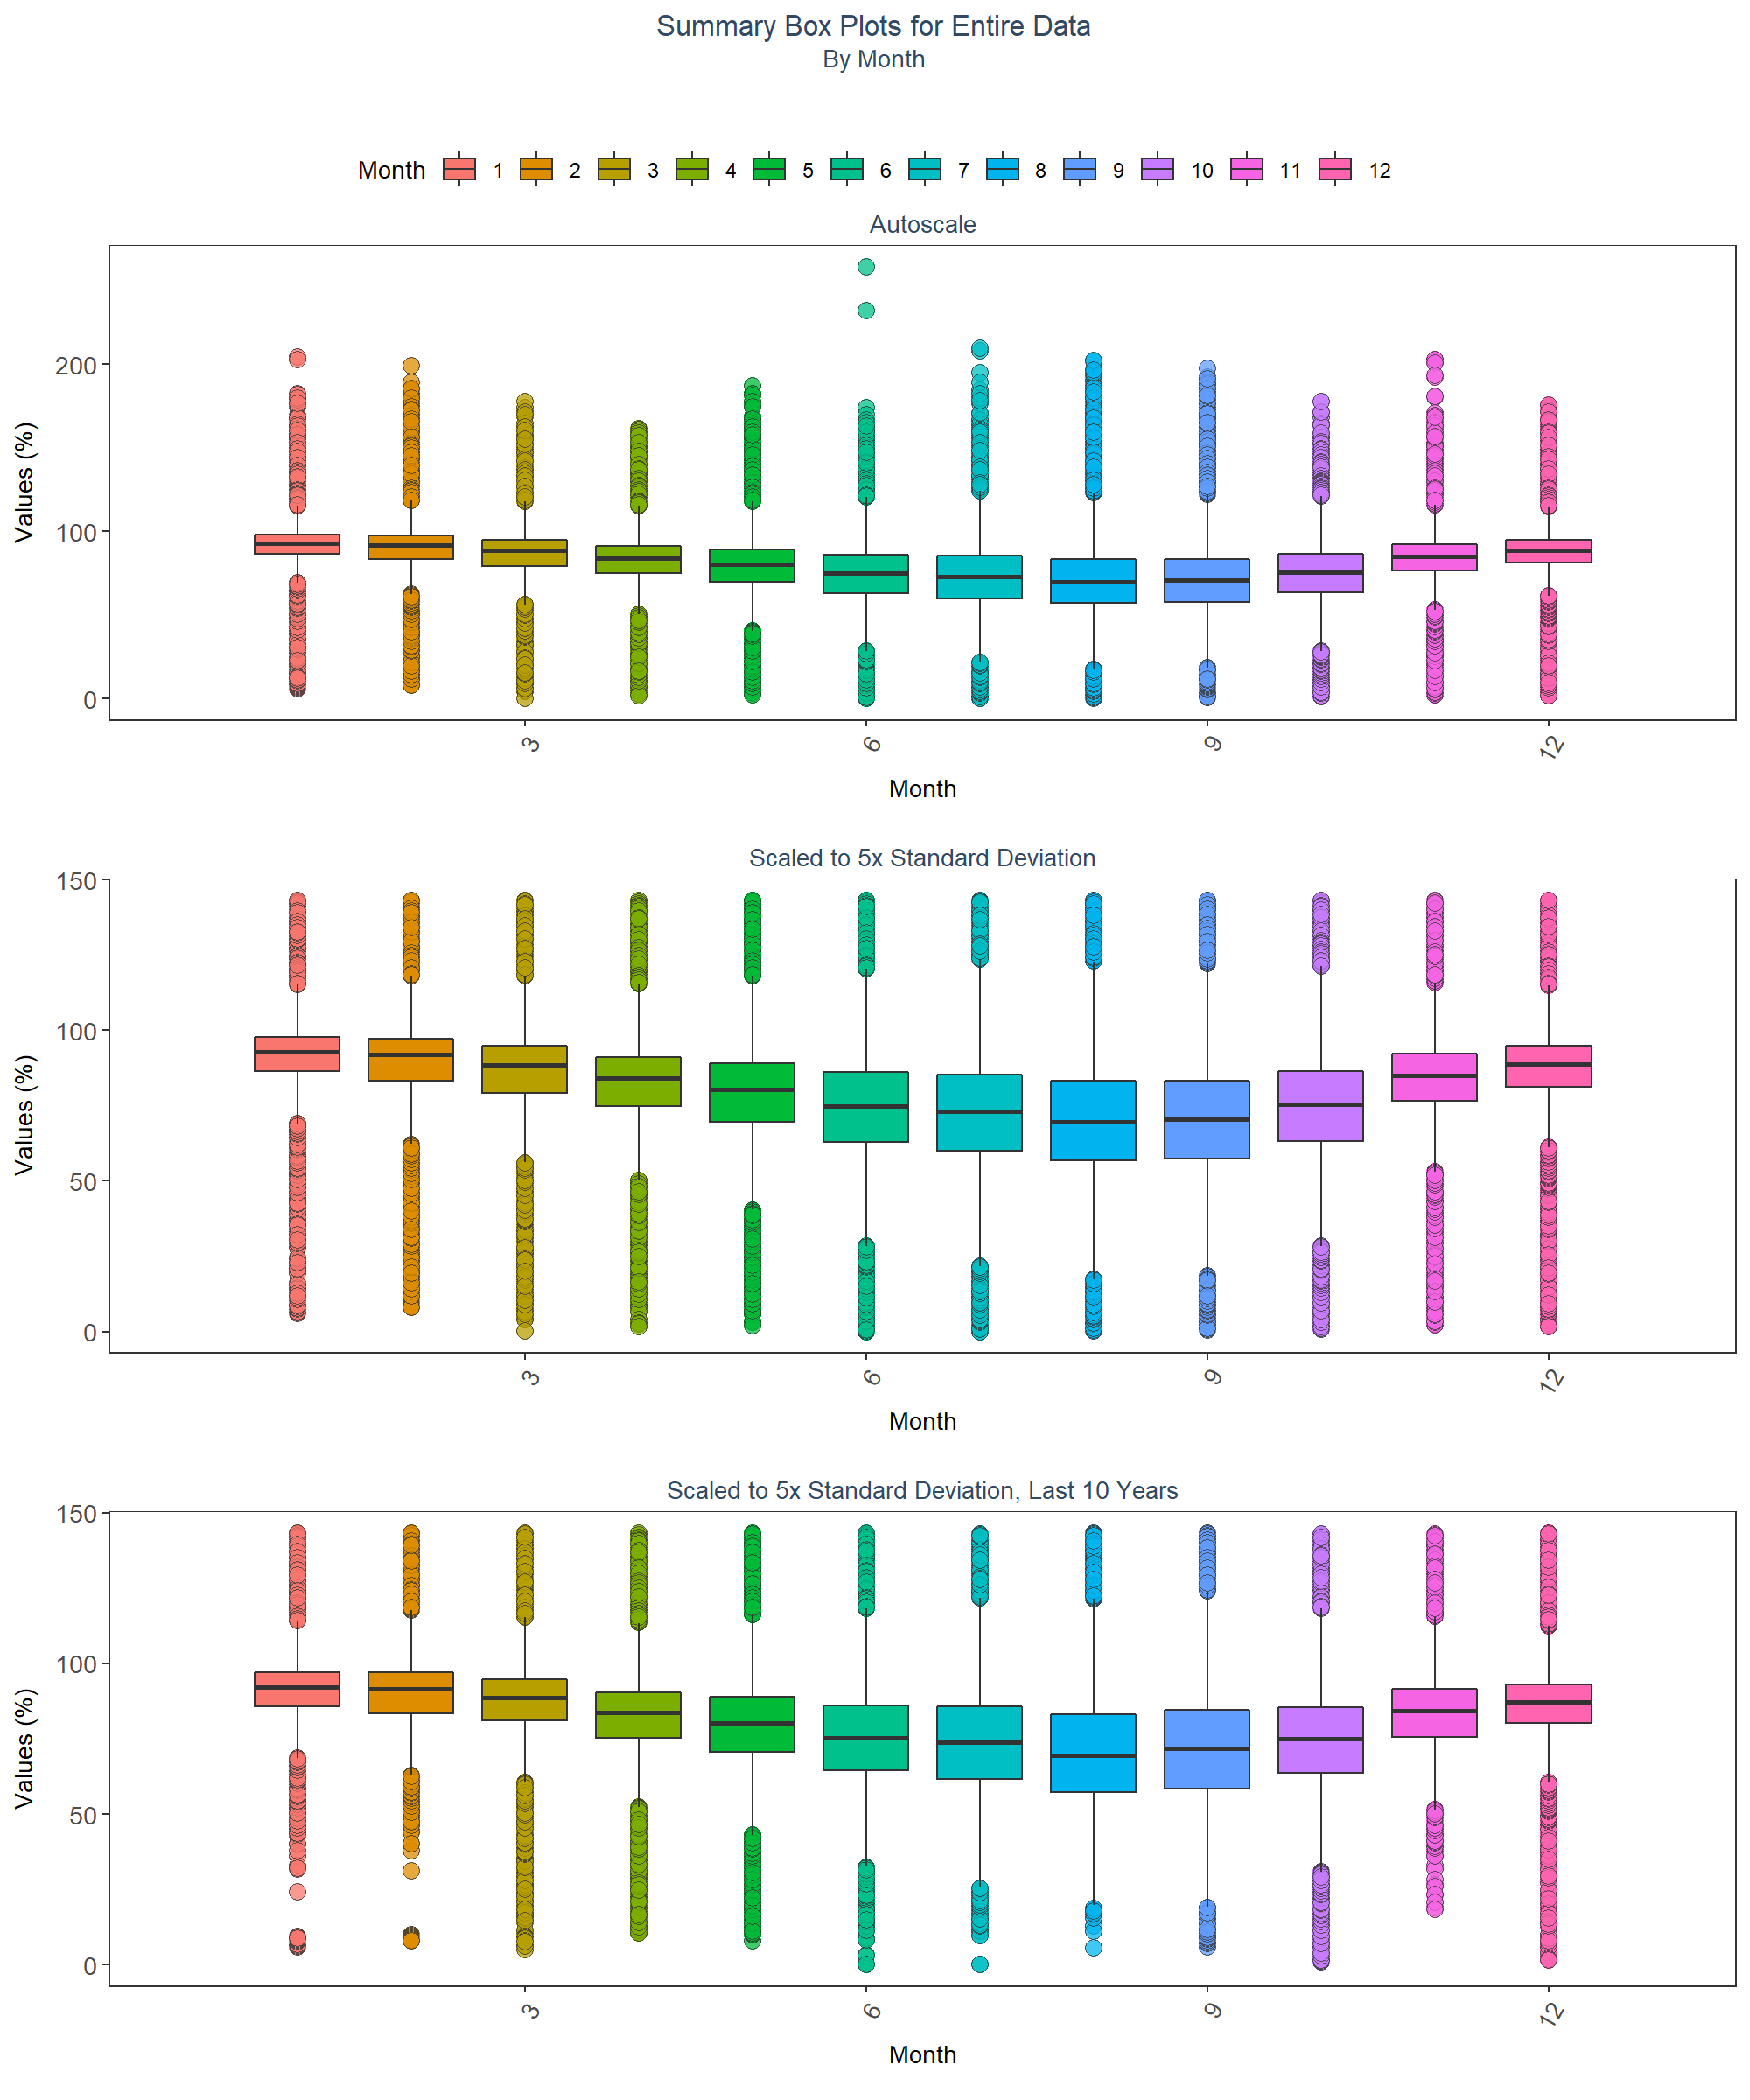 Summary Box Plots for Entire Data
By Month
Month 1 2 3 4 5 6 7 8 9 10 11 12
Autoscale
Values (%)
200
100
0
3 6 9 12
Month
Scaled to 5x Standard Deviation
Values (%)
150
100
50
0
3 6 9 12
Month
Scaled to 5x Standard Deviation, Last 10 Years
Values (%)
150
100
50
0
3 6 9 12
Month